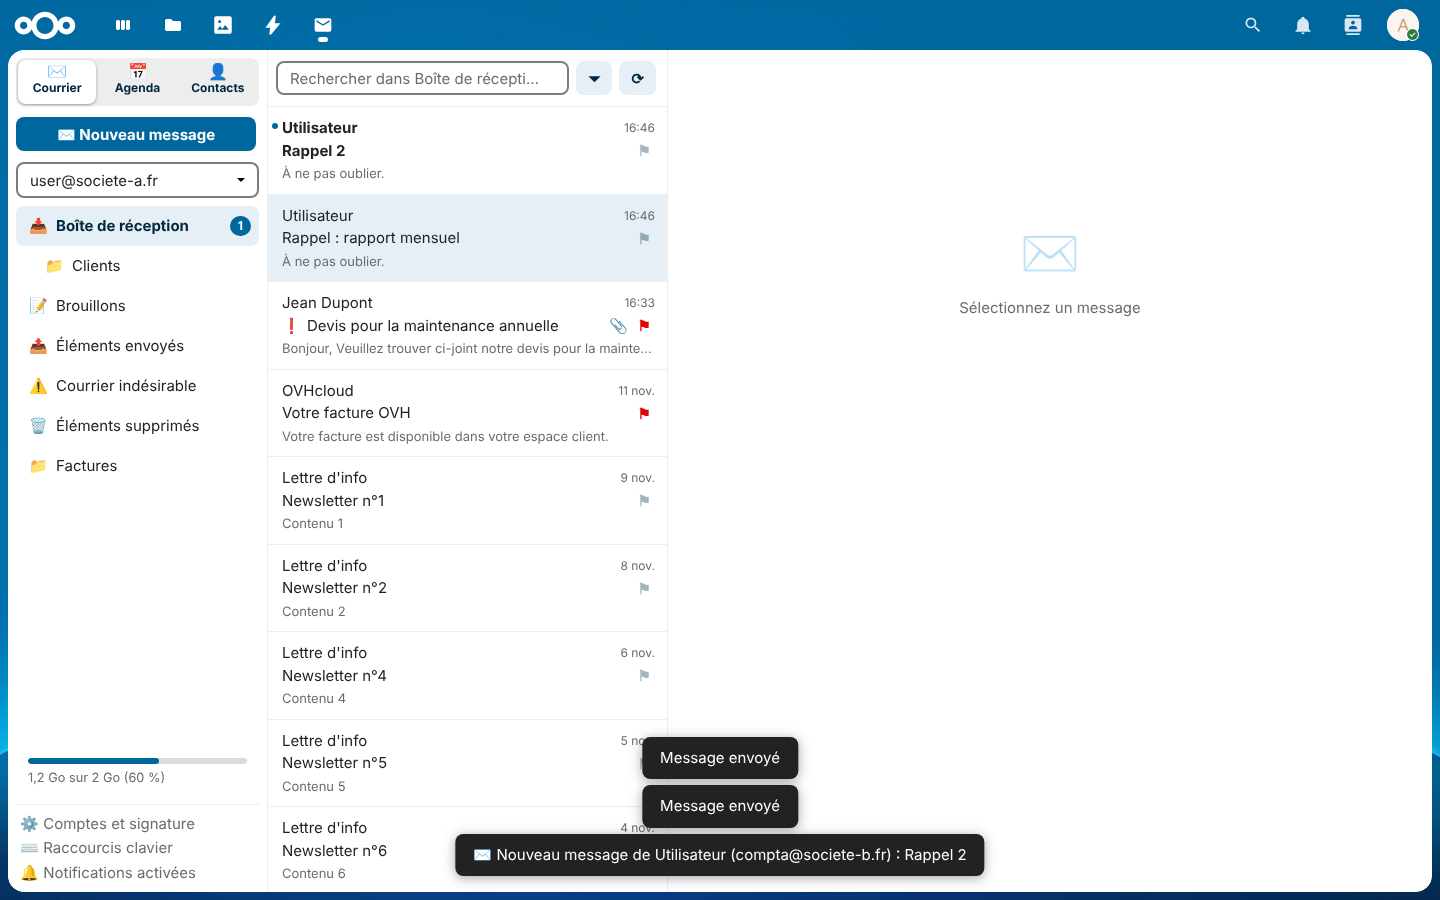 A
Courrier
Agenda
Contacts
Nouveau message
user@societe-a.fr
Boîte de réception 1
Clients
Brouillons
Éléments envoyés
Courrier indésirable
Éléments supprimés
Factures
1,2 Go sur 2 Go (60 %)
Comptes et signature
Raccourcis clavier
Notifications activées
Rechercher dans Boîte de récepti...
Utilisateur 16:46
Rappel 2
À ne pas oublier.
Utilisateur 16:46
Rappel : rapport mensuel
À ne pas oublier.
Jean Dupont 16:33
❗ Devis pour la maintenance annuelle
Bonjour, Veuillez trouver ci-joint notre devis pour la mainte...
OVHcloud 11 nov.
Votre facture OVH
Votre facture est disponible dans votre espace client.
Lettre d'info 9 nov.
Newsletter n°1
Contenu 1
Lettre d'info 8 nov.
Newsletter n°2
Contenu 2
Lettre d'info 6 nov.
Newsletter n°4
Contenu 4
Lettre d'info 5 no
Newsletter n°5
Contenu 5
Lettre d'info 4 nov.
Newsletter n°6
Contenu 6
Sélectionnez un message
Message envoyé
Message envoyé
Nouveau message de Utilisateur (compta@societe-b.fr) : Rappel 2